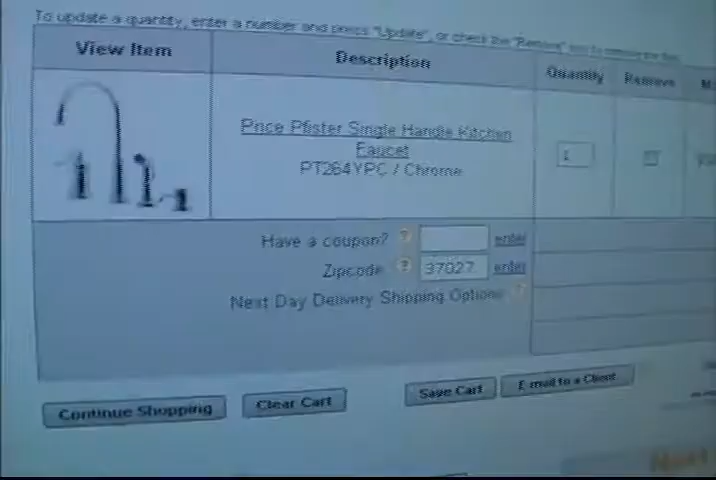 To update a quantity, enter a number and press "Update", or check the "Remove"
View Item
Description
Quantity
Remove
Price Pfister Single Handle Kitchen
Faucet
PT264YPC / Chrome
1
Have a coupon? ? enter
Zipcode ? 37027 enter
Next Day Delivery Shipping Options ?
Continue Shopping
Clear Cart
Save Cart
E-mail to a Client